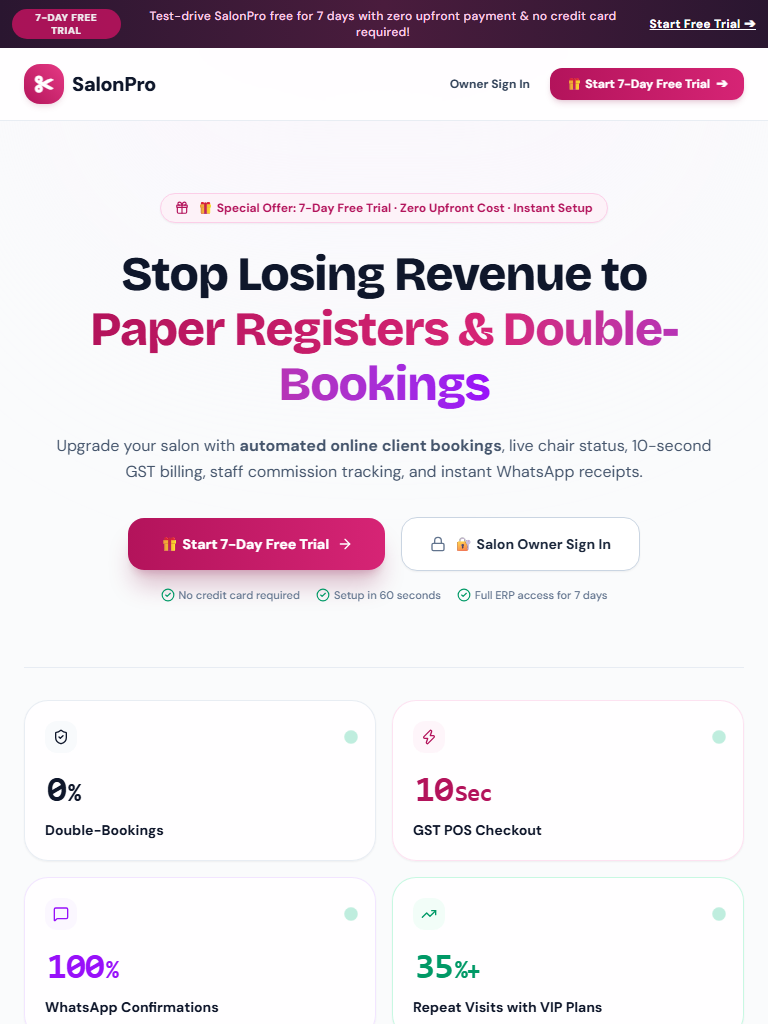 7-DAY FREE
TRIAL
Test-drive SalonPro free for 7 days with zero upfront payment & no credit card
required!
Start Free Trial ➔
SalonPro
Owner Sign In
🎁 Start 7-Day Free Trial ➔
🎁 Special Offer: 7-Day Free Trial · Zero Upfront Cost · Instant Setup
Stop Losing Revenue to
Paper Registers & Double-
Bookings
Upgrade your salon with automated online client bookings, live chair status, 10-second
GST billing, staff commission tracking, and instant WhatsApp receipts.
🎁 Start 7-Day Free Trial →
🔐 Salon Owner Sign In
No credit card required
Setup in 60 seconds
Full ERP access for 7 days
0%
Double-Bookings
10Sec
GST POS Checkout
100%
WhatsApp Confirmations
35%+
Repeat Visits with VIP Plans